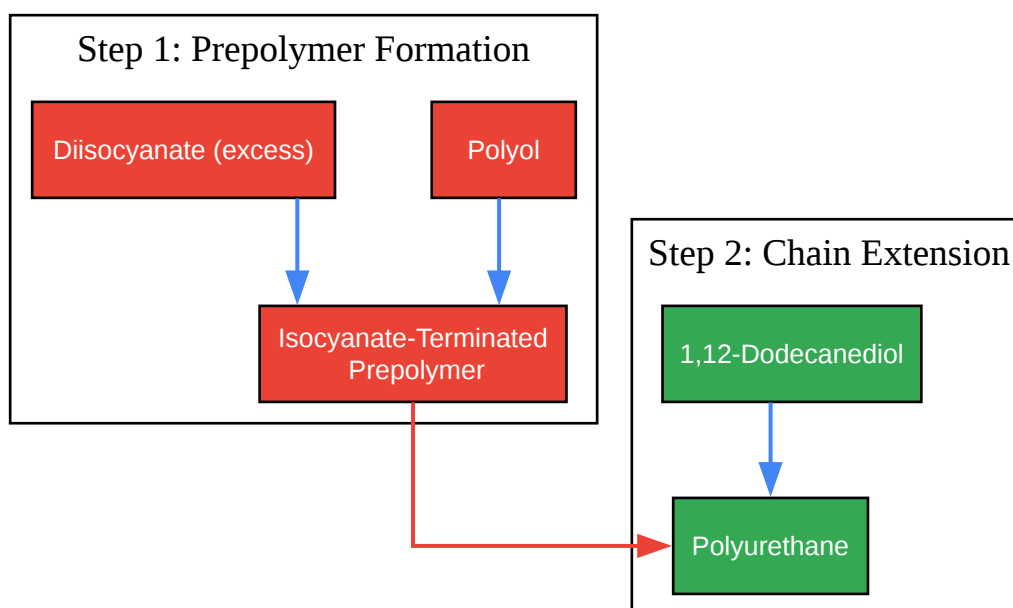 Step 1: Prepolymer Formation
Diisocyanate (excess)
Polyol
Isocyanate-Terminated
Prepolymer
Step 2: Chain Extension
1,12-Dodecanediol
Polyurethane